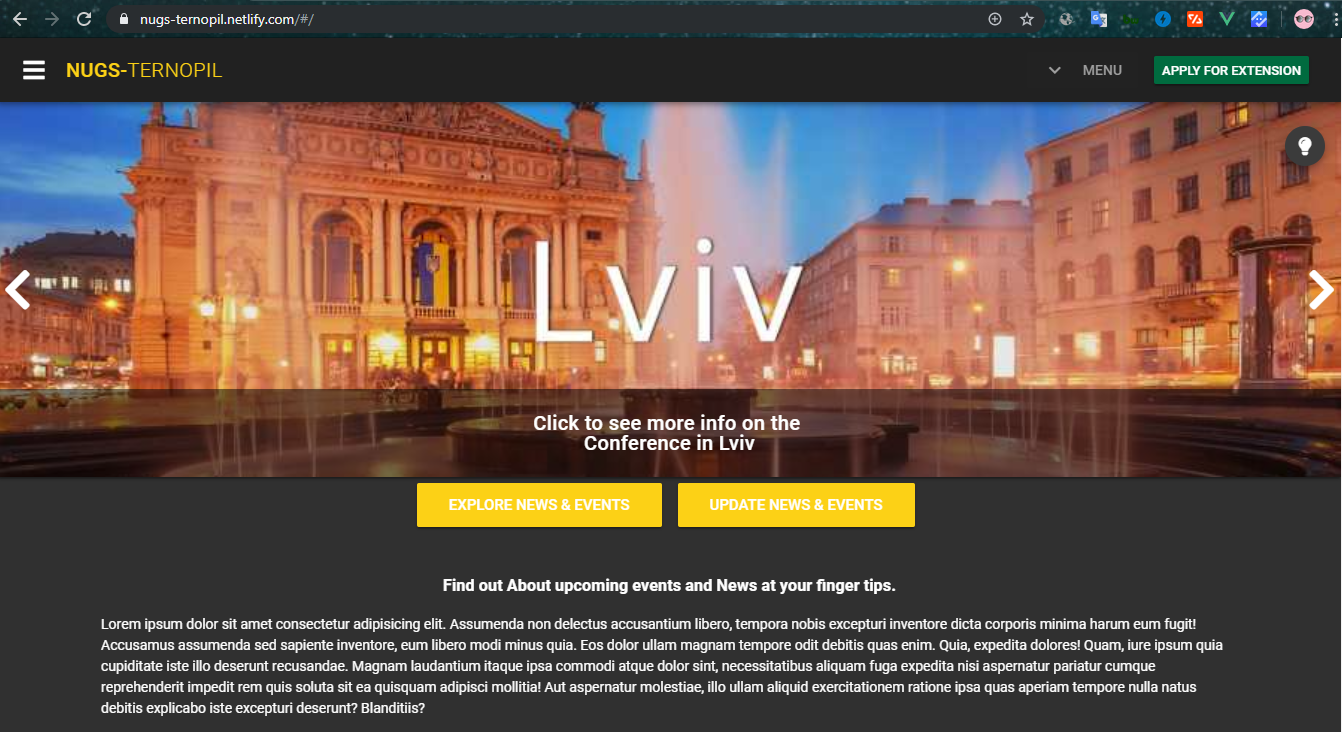 nugs-ternopil.netlify.com/#/
NUGS-TERNOPIL
MENU
APPLY FOR EXTENSION
Lviv
Click to see more info on the
Conference in Lviv
EXPLORE NEWS & EVENTS
UPDATE NEWS & EVENTS
Find out About upcoming events and News at your finger tips.
Lorem ipsum dolor sit amet consectetur adipisicing elit. Assumenda non delectus accusantium libero, tempora nobis excepturi inventore dicta corporis minima harum eum fugit!
Accusamus assumenda sed sapiente inventore, eum libero modi minus quia. Eos dolor ullam magnam tempore odit debitis quas enim. Quia, expedita dolores! Quam, iure ipsum quia
cupiditate iste illo deserunt recusandae. Magnam laudantium itaque ipsa commodi atque dolor sint, necessitatibus aliquam fuga expedita nisi aspernatur pariatur cumque
reprehenderit impedit rem quis soluta sit ea quisquam adipisci mollitia! Aut aspernatur molestiae, illo ullam aliquid exercitationem ratione ipsa quas aperiam tempore nulla natus
debitis explicabo iste excepturi deserunt? Blanditiis?